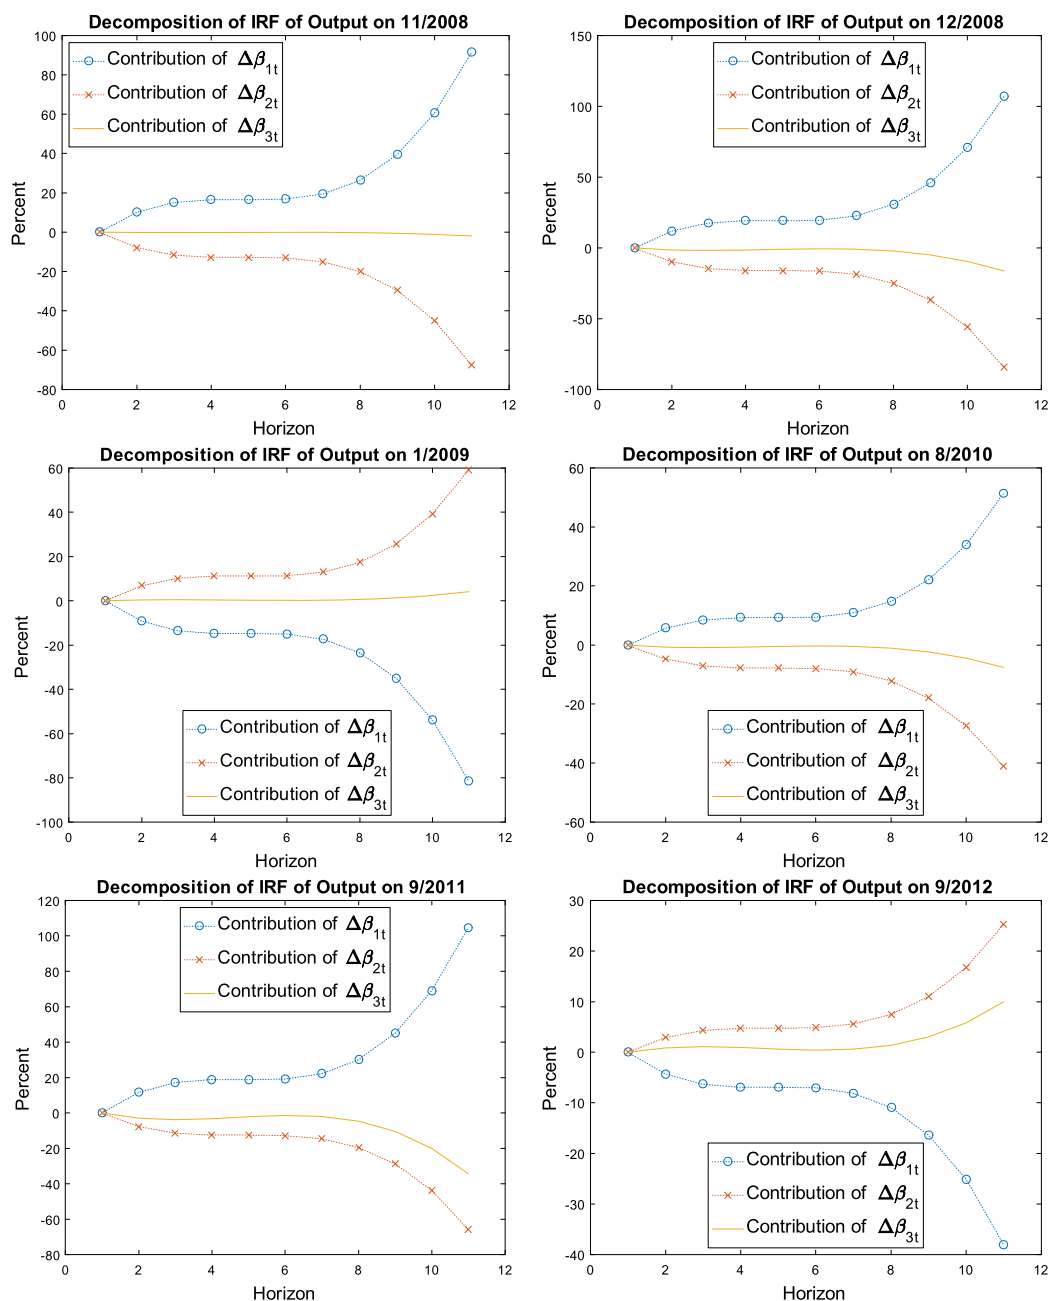 Decomposition of IRF of Output on 11/2008
100
80
60
40
20
0
-20
-40
-60
-80
Percent
0 2 4 6 8 10 12
Horizon
Contribution of Δβ1t
Contribution of Δβ2t
Contribution of Δβ3t
Decomposition of IRF of Output on 12/2008
150
100
50
0
-50
-100
Percent
0 2 4 6 8 10 12
Horizon
Contribution of Δβ1t
Contribution of Δβ2t
Contribution of Δβ3t
Decomposition of IRF of Output on 1/2009
60
40
20
0
-20
-40
-60
-80
-100
Percent
Contribution of Δβ1t
Contribution of Δβ2t
Contribution of Δβ3t
0 2 4 6 8 10 12
Horizon
Decomposition of IRF of Output on 8/2010
60
40
20
0
-20
-40
-60
Percent
Contribution of Δβ1t
Contribution of Δβ2t
Contribution of Δβ3t
0 2 4 6 8 10 12
Horizon
Decomposition of IRF of Output on 9/2011
120
100
80
60
40
20
0
-20
-40
-60
-80
Percent
Contribution of Δβ1t
Contribution of Δβ2t
Contribution of Δβ3t
0 2 4 6 8 10 12
Horizon
Decomposition of IRF of Output on 9/2012
30
20
10
0
-10
-20
-30
-40
Percent
Contribution of Δβ1t
Contribution of Δβ2t
Contribution of Δβ3t
0 2 4 6 8 10 12
Horizon